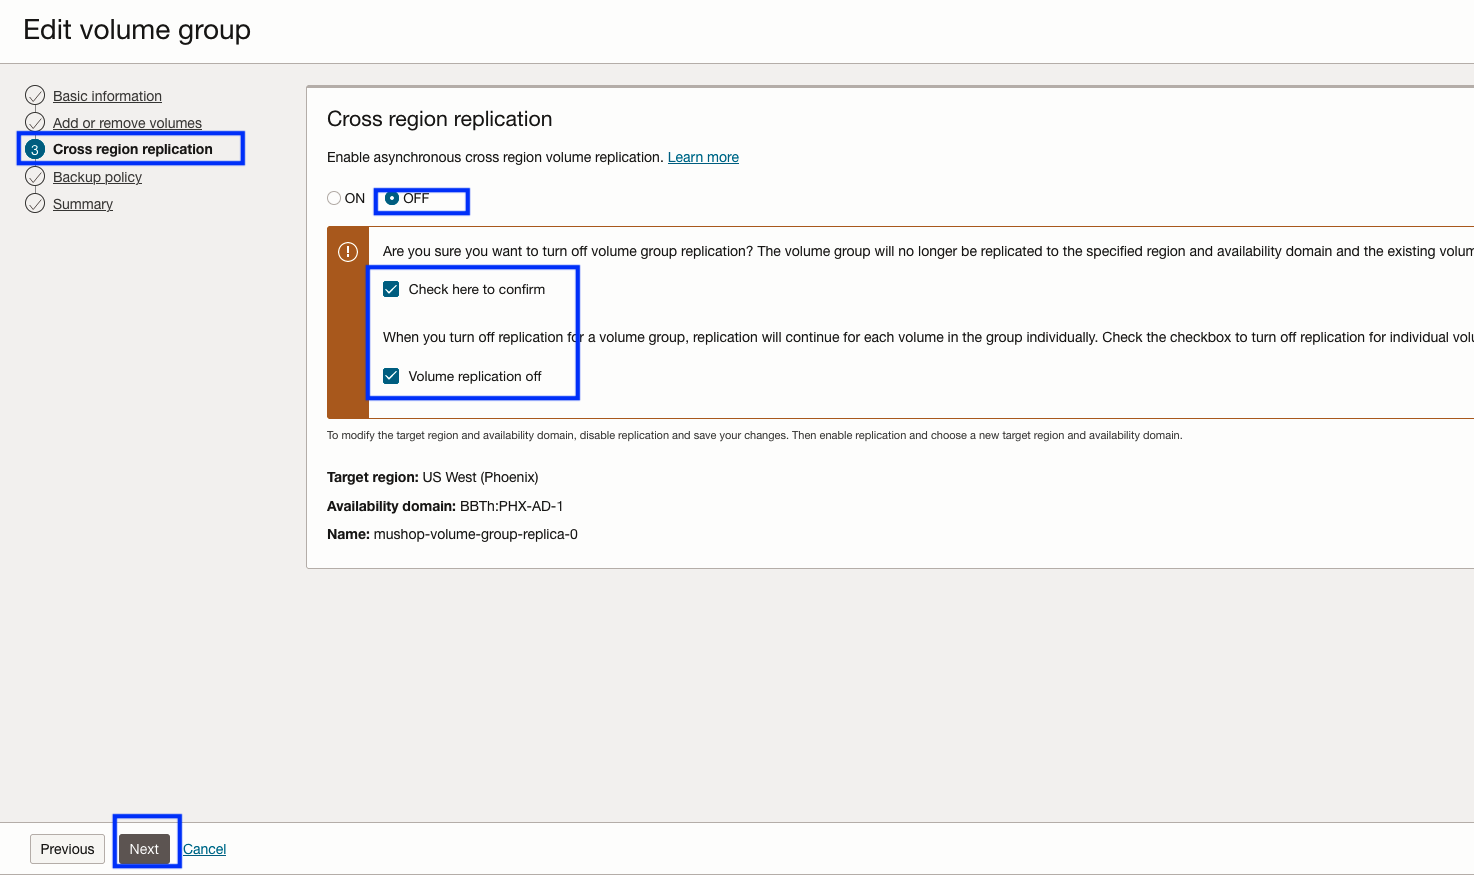 Edit volume group
Basic information
Add or remove volumes
3 Cross region replication
Backup policy
Summary
Cross region replication
Enable asynchronous cross region volume replication. Learn more
ON OFF
Are you sure you want to turn off volume group replication? The volume group will no longer be replicated to the specified region and availability domain and the existing
Check here to confirm
When you turn off replication for a volume group, replication will continue for each volume in the group individually. Check the checkbox to turn off replication for individual
Volume replication off
To modify the target region and availability domain, disable replication and save your changes. Then enable replication and choose a new target region and availability domain.
Target region: US West (Phoenix)
Availability domain: BBTh:PHX-AD-1
Name: mushop-volume-group-replica-0
Previous Next Cancel